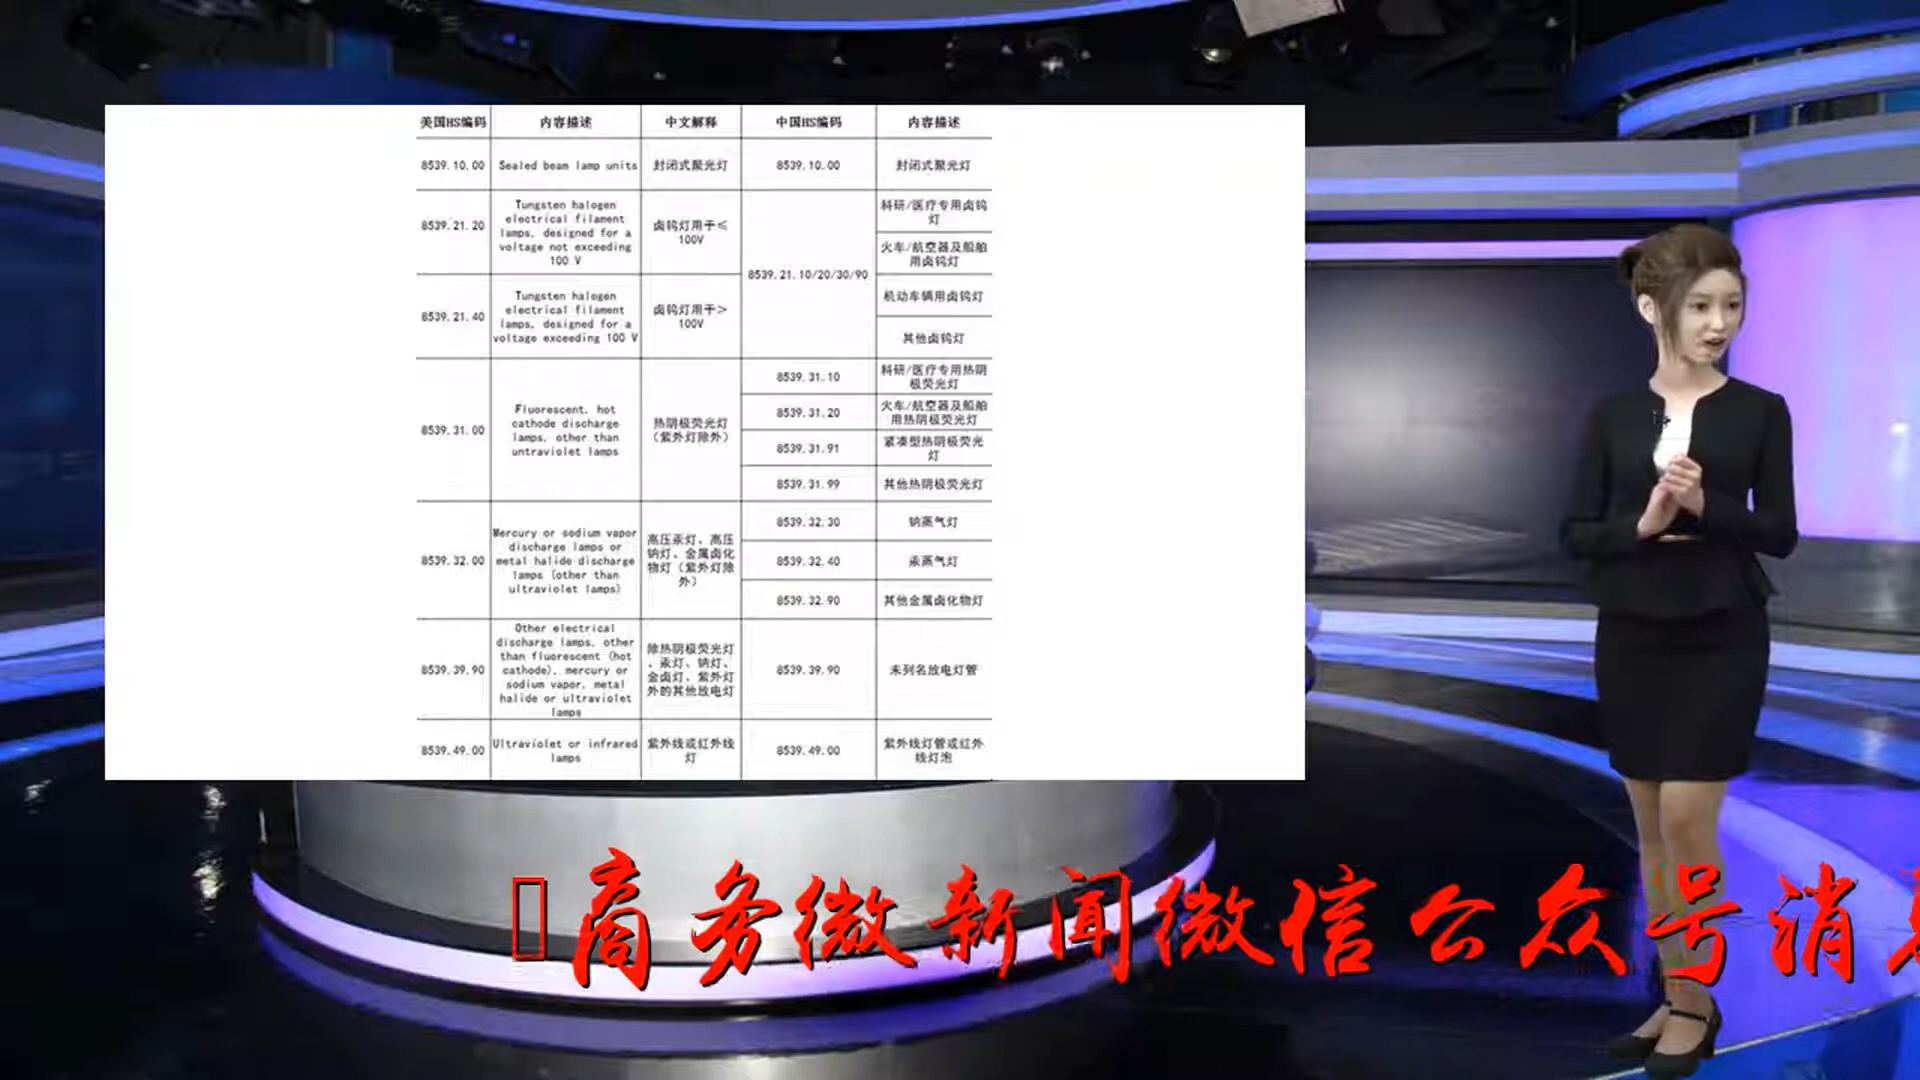 美国HS编码 内容描述 中文解释 中国HS编码 内容描述
8539.10.00 Sealed beam lamp units 封闭式聚光灯 8539.10.00 封闭式聚光灯
8539.21.20
Tungsten halogen
electrical filament
lamps, designed for a
voltage not exceeding
100 V
卤钨灯用于≤
100V
8539.21.10/20/30/90
科研/医疗专用卤钨
灯
火车/航空器及船舶
用卤钨灯
8539.21.40
Tungsten halogen
electrical filament
lamps, designed for a
voltage exceeding 100 V
卤钨灯用于＞
100V
机动车辆用卤钨灯
其他卤钨灯
8539.31.00
Fluorescent, hot
cathode discharge
lamps, other than
untraviolet lamps
热阴极荧光灯
（紫外灯除外）
8539.31.10
科研/医疗专用热阴
极荧光灯
8539.31.20
火车/航空器及船舶
用热阴极荧光灯
8539.31.91
紧凑型热阴极荧光
灯
8539.31.99 其他热阴极荧光灯
8539.32.00
Mercury or sodium vapor
discharge lamps or
metal halide discharge
lamps (other than
ultraviolet lamps)
高压汞灯、高压
钠灯、金属卤化
物灯（紫外灯除
外）
8539.32.30 钠蒸气灯
8539.32.40 汞蒸气灯
8539.32.90 其他金属卤化物灯
8539.39.90
Other electrical
discharge lamps, other
than fluorescent (hot
cathode), mercury or
sodium vapor, metal
halide or ultraviolet
lamps
除热阴极荧光灯
、汞灯、钠灯、
金卤灯、紫外灯
外的其他放电灯
8539.39.90 未列名放电灯管
8539.49.00
Ultraviolet or infrared
lamps
紫外线或红外线
灯
8539.49.00
紫外线灯管或红外
线灯泡
商务微新闻微信公众号消